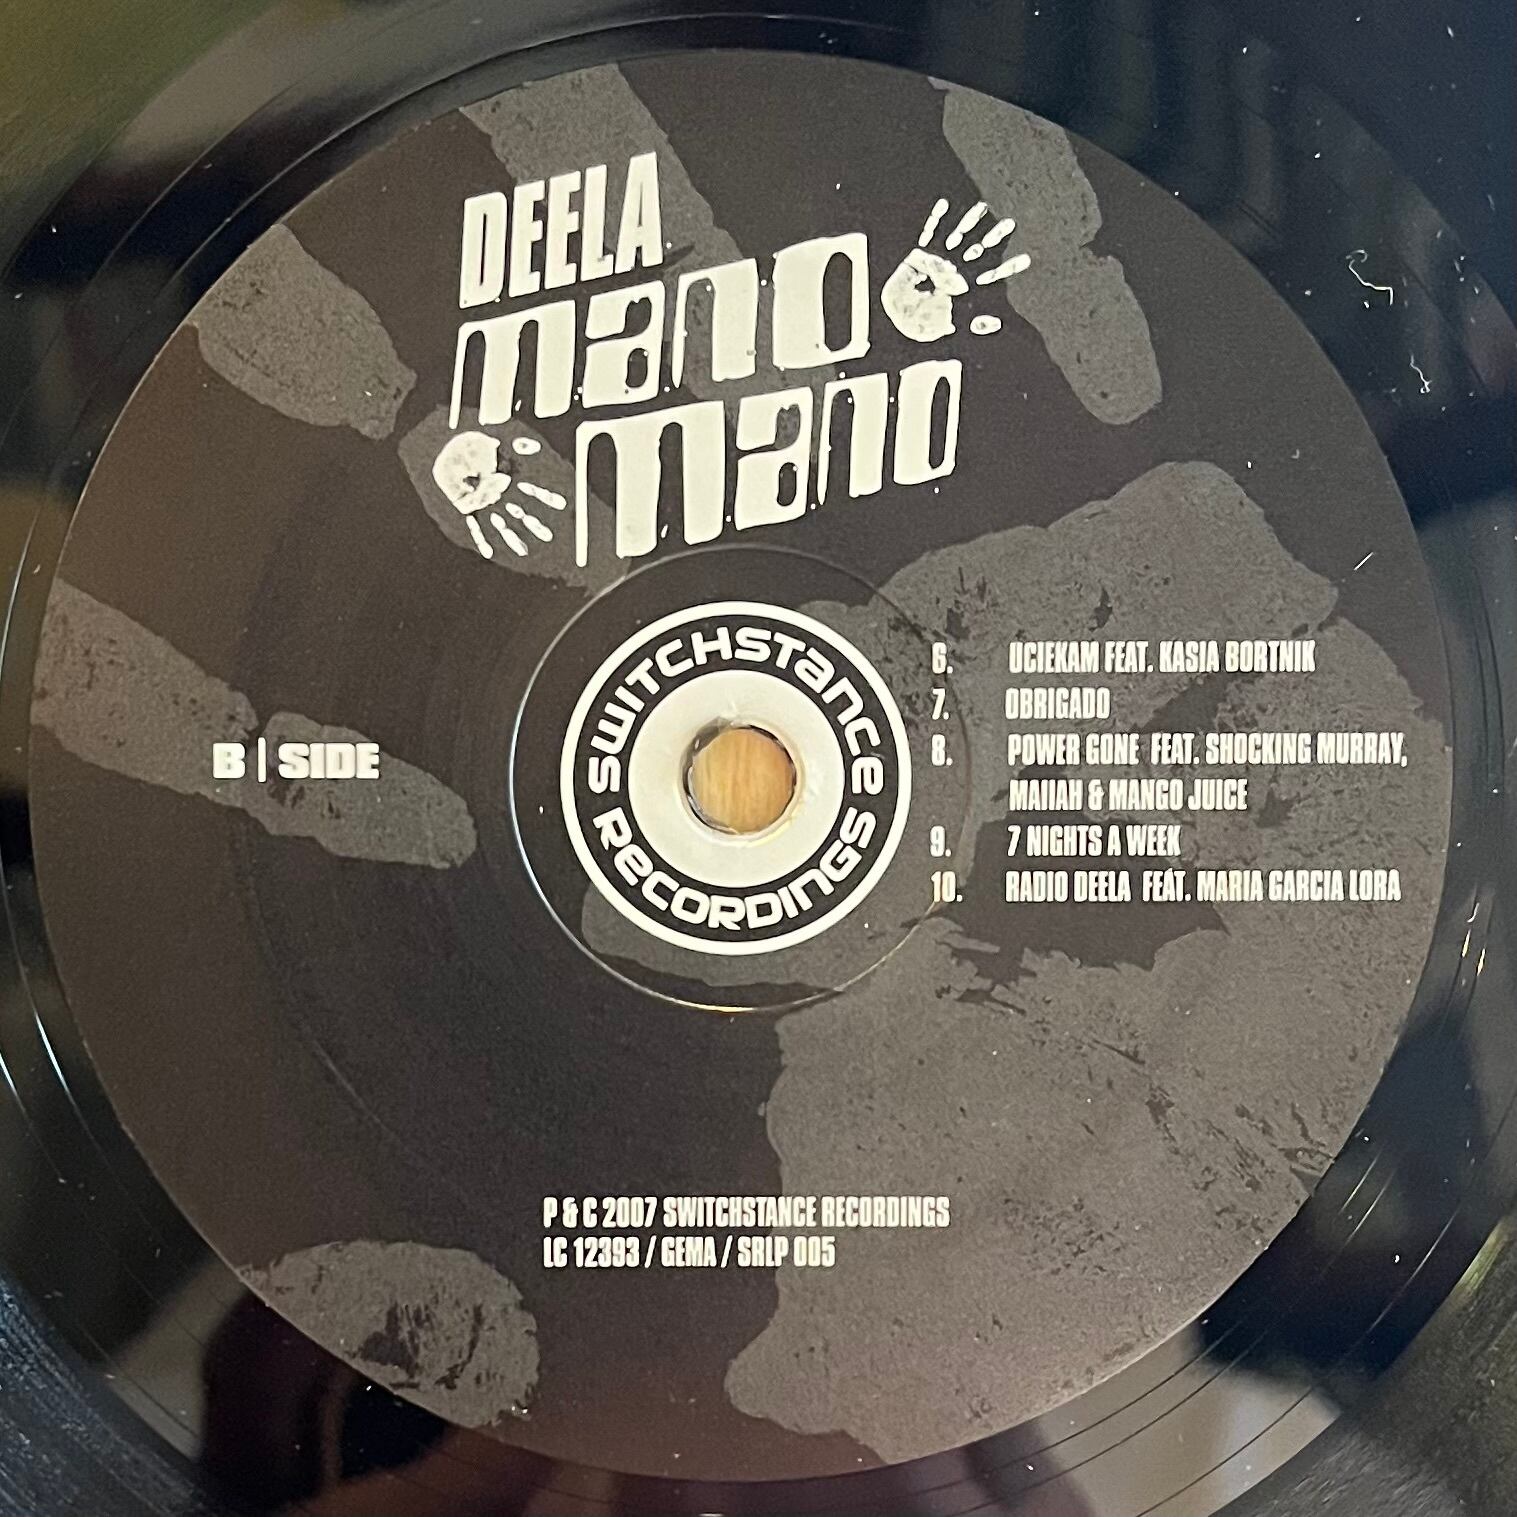 DEELA
mano
mano
SWITCHSTANCE
RECORDINGS
B | SIDE
6. UCIEKAM FEAT. KASIA BORTNIK
7. OBRIGADO
8. POWER GONE FEAT. SHOCKING MURRAY,
MAIIAH & MANGO JUICE
9. 7 NIGHTS A WEEK
10. RADIO DEELA FEAT. MARIA GARCIA LORA
P & C 2007 SWITCHSTANCE RECORDINGS
LC 12393 / GEMA / SRLP 005